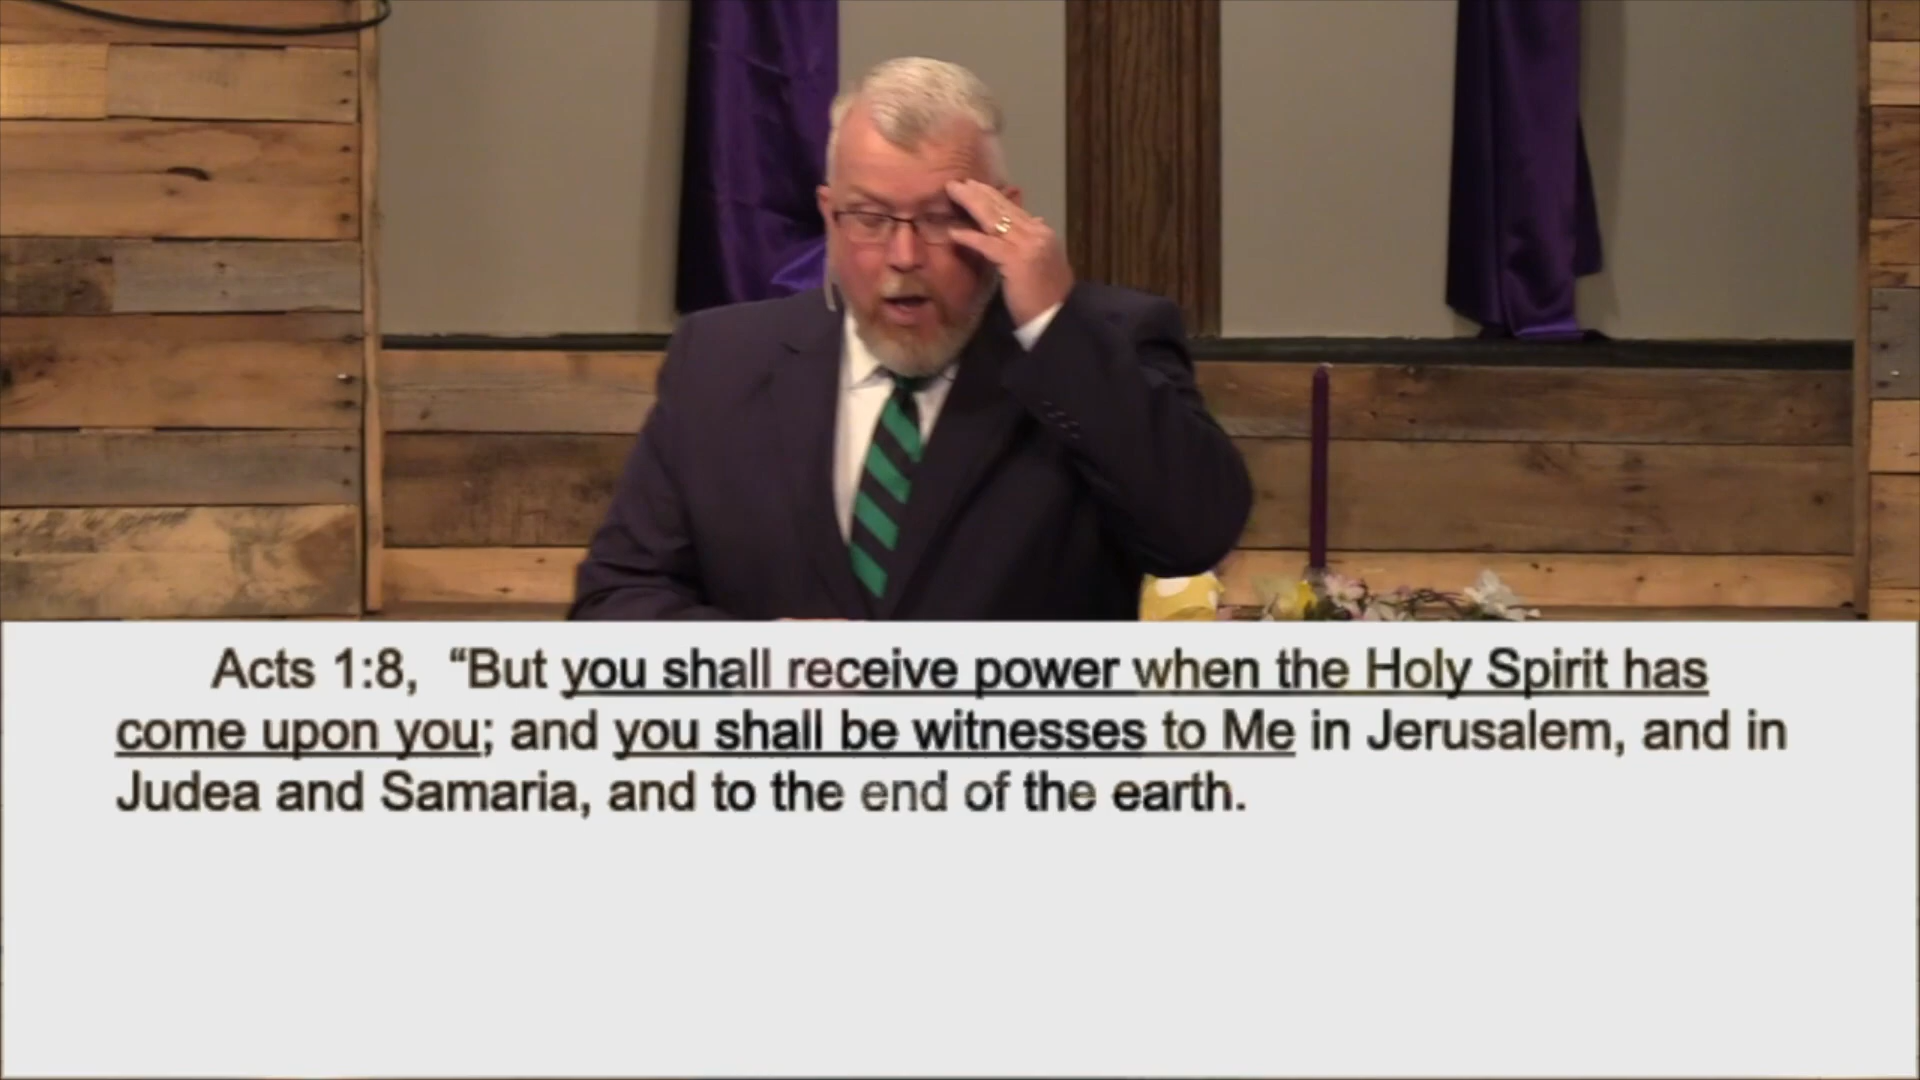 Acts 1:8, “But you shall receive power when the Holy Spirit has
come upon you; and you shall be witnesses to Me in Jerusalem, and in
Judea and Samaria, and to the end of the earth.